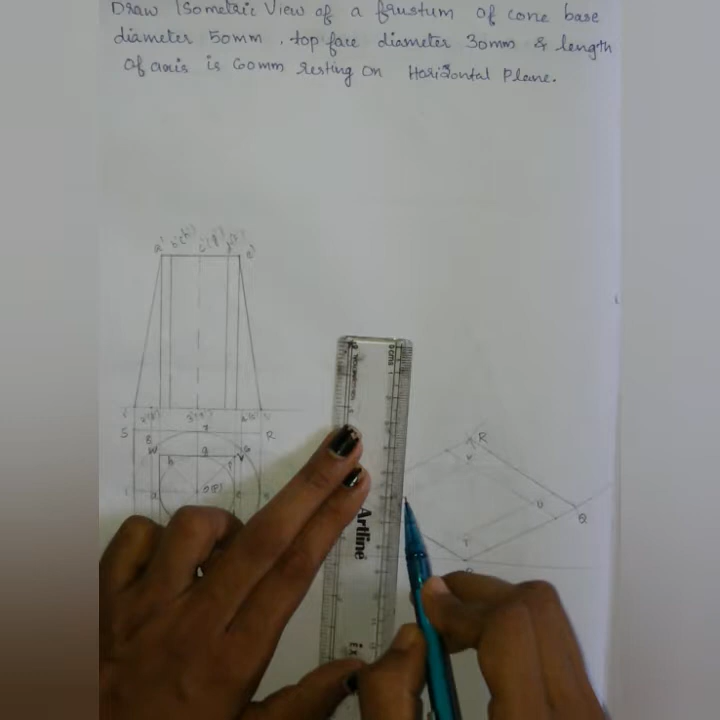 Draw Isometric View of a frustum of cone base
diameter 50mm, top face diameter 30mm & length
of axis is 60mm resting on Horizontal Plane.
a' b'(h')
S
R
W
g
b
a
R
U
Q
T
Artline